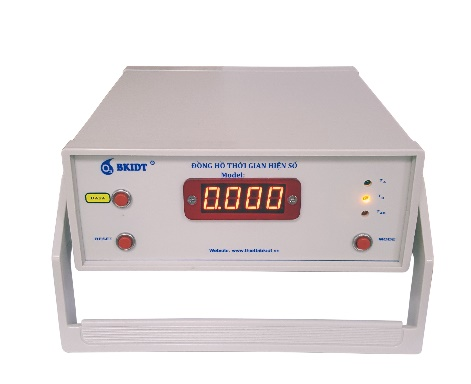 BKIDT ®
ĐỒNG HỒ THỜI GIAN HIỆN SỐ
Model:
0.000
DATA
RESET
MODE